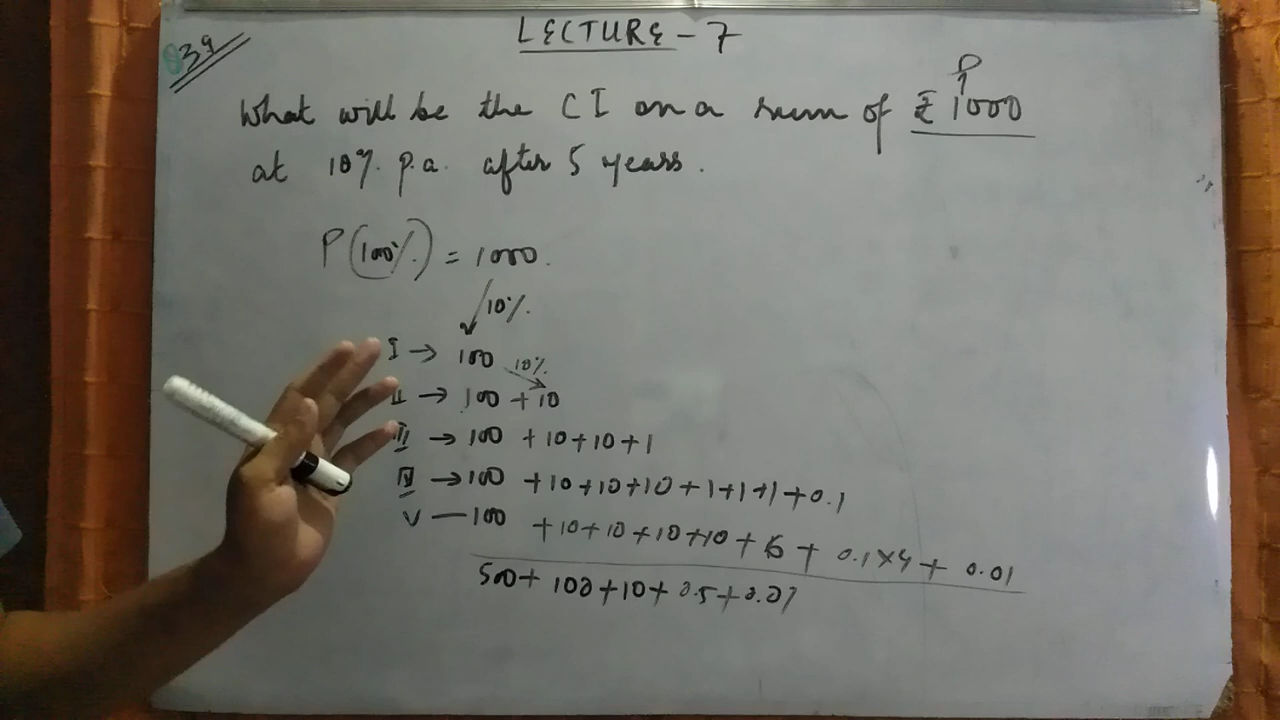 LECTURE - 7
Q39
P
What will be the CI on a sum of ₹ 1000
at 10% p.a. after 5 years.
P (100%) = 1000.
10%.
I → 100 10%.
II → 100 + 10
III → 100 + 10 + 10 + 1
IV → 100 + 10 + 10 + 10 + 1 + 1 + 1 + 0.1
V — 100 + 10 + 10 + 10 + 10 + 6 + 0.1 × 4 + 0.01
500 + 100 + 10 + 0.5 + 0.01